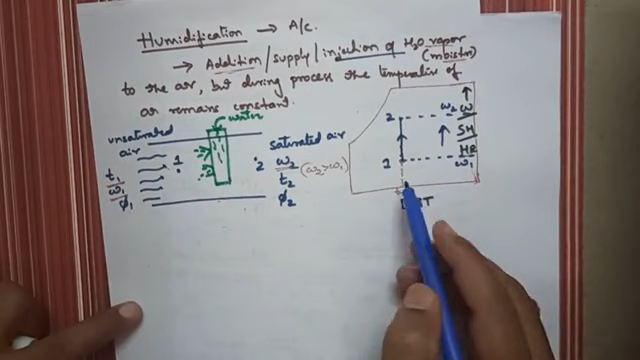 Humidification → A/c.
→ Addition/supply/injection of H₂O vapor
(mbistn)
to the air, but during process the temperature of
air remains constant.
water
unsaturated
air
1
t₁
ω₁
φ₁
saturated air
2
ω₂ (ω₂>ω₁)
t₂
φ₂
2
ω₂
ω
SH
HR
1
ω₁